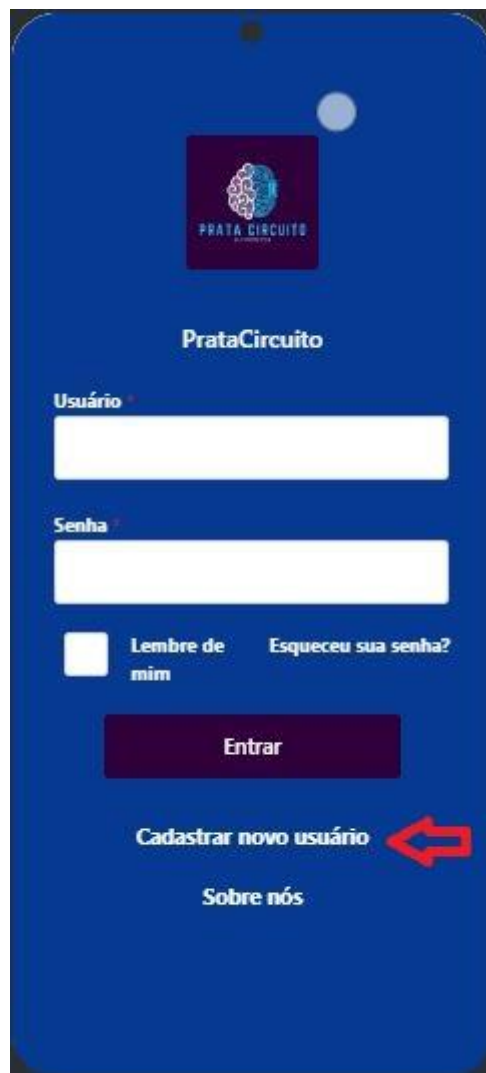 PRATA CIRCUITO
PrataCircuito
Usuário *
Senha *
Lembre de
mim
Esqueceu sua senha?
Entrar
Cadastrar novo usuário
Sobre nós